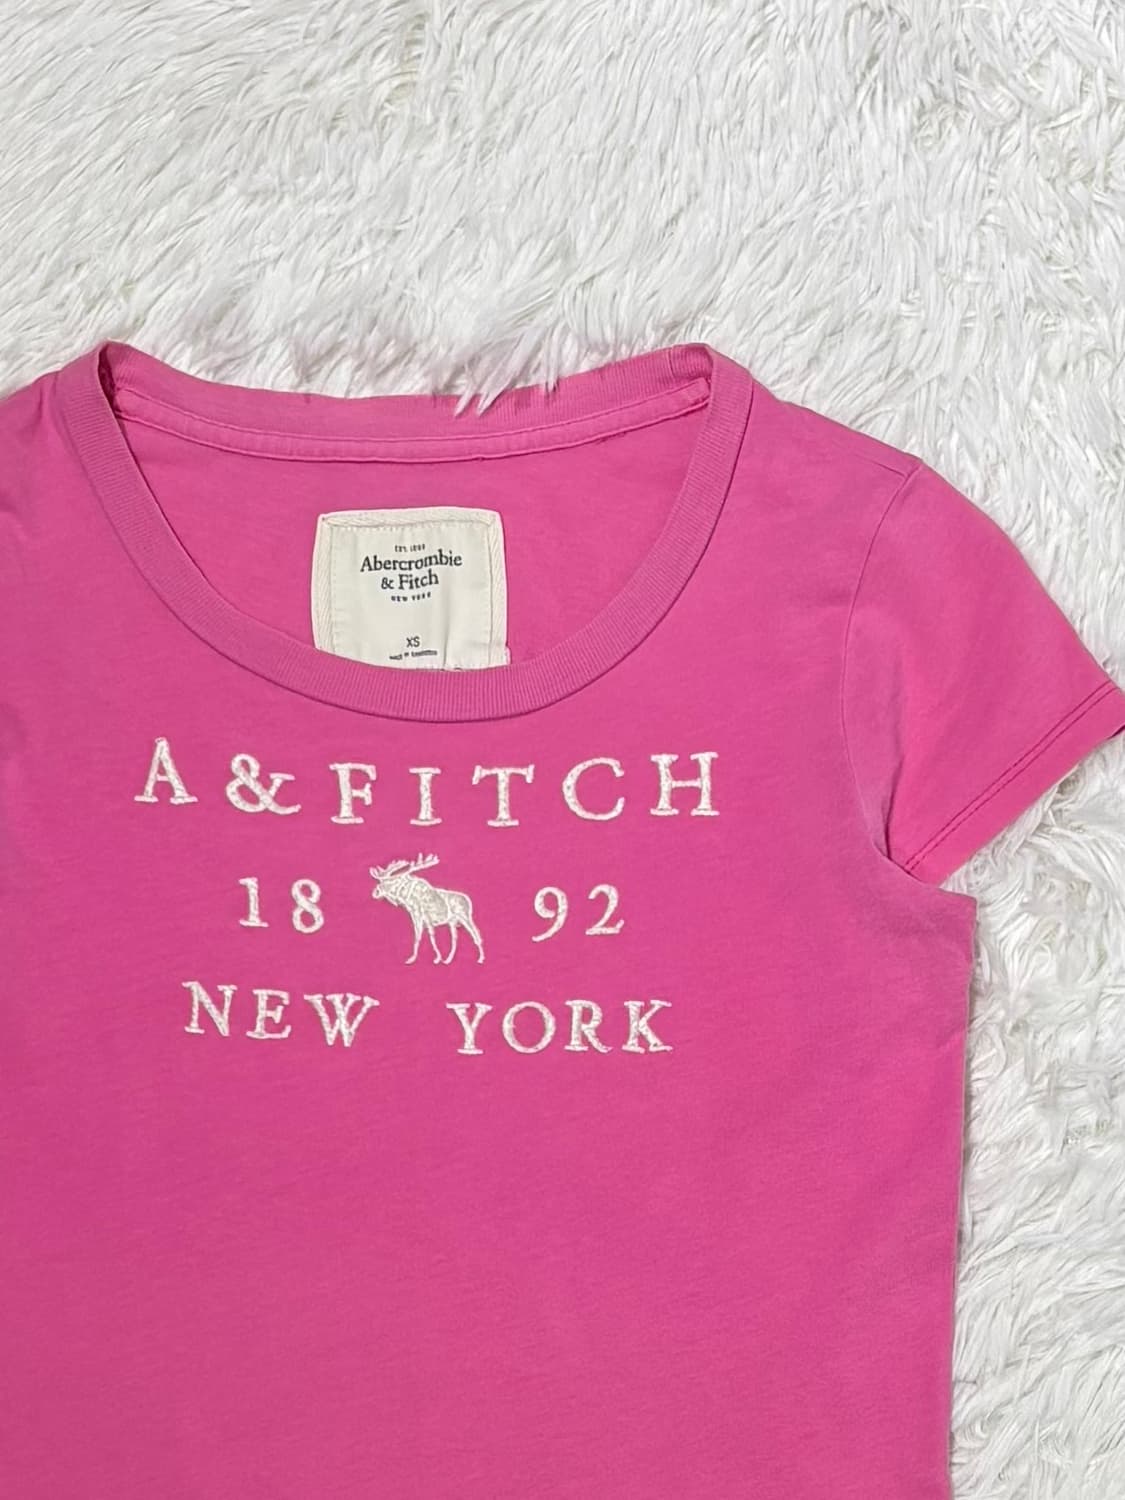 Abercrombie
& Fitch
NEW YORK
XS
A & FITCH
18 92
NEW YORK